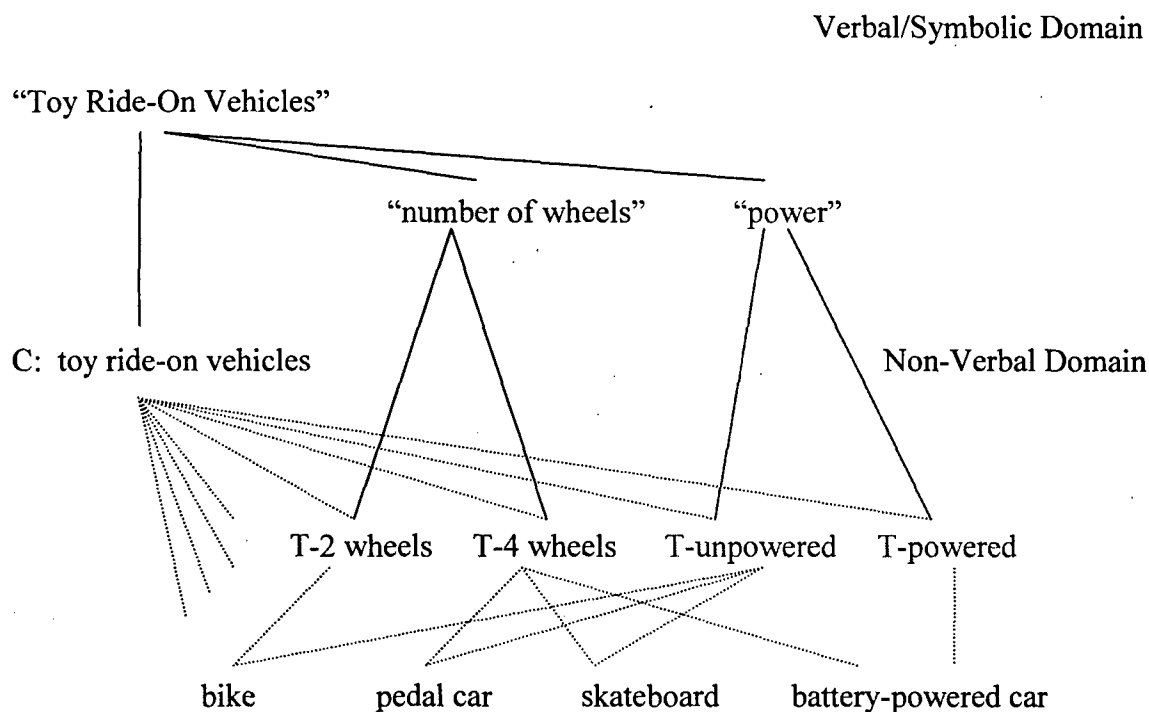 Verbal/Symbolic Domain
“Toy Ride-On Vehicles”
“number of wheels” “power”
C: toy ride-on vehicles Non-Verbal Domain
T-2 wheels T-4 wheels T-unpowered T-powered
bike pedal car skateboard battery-powered car